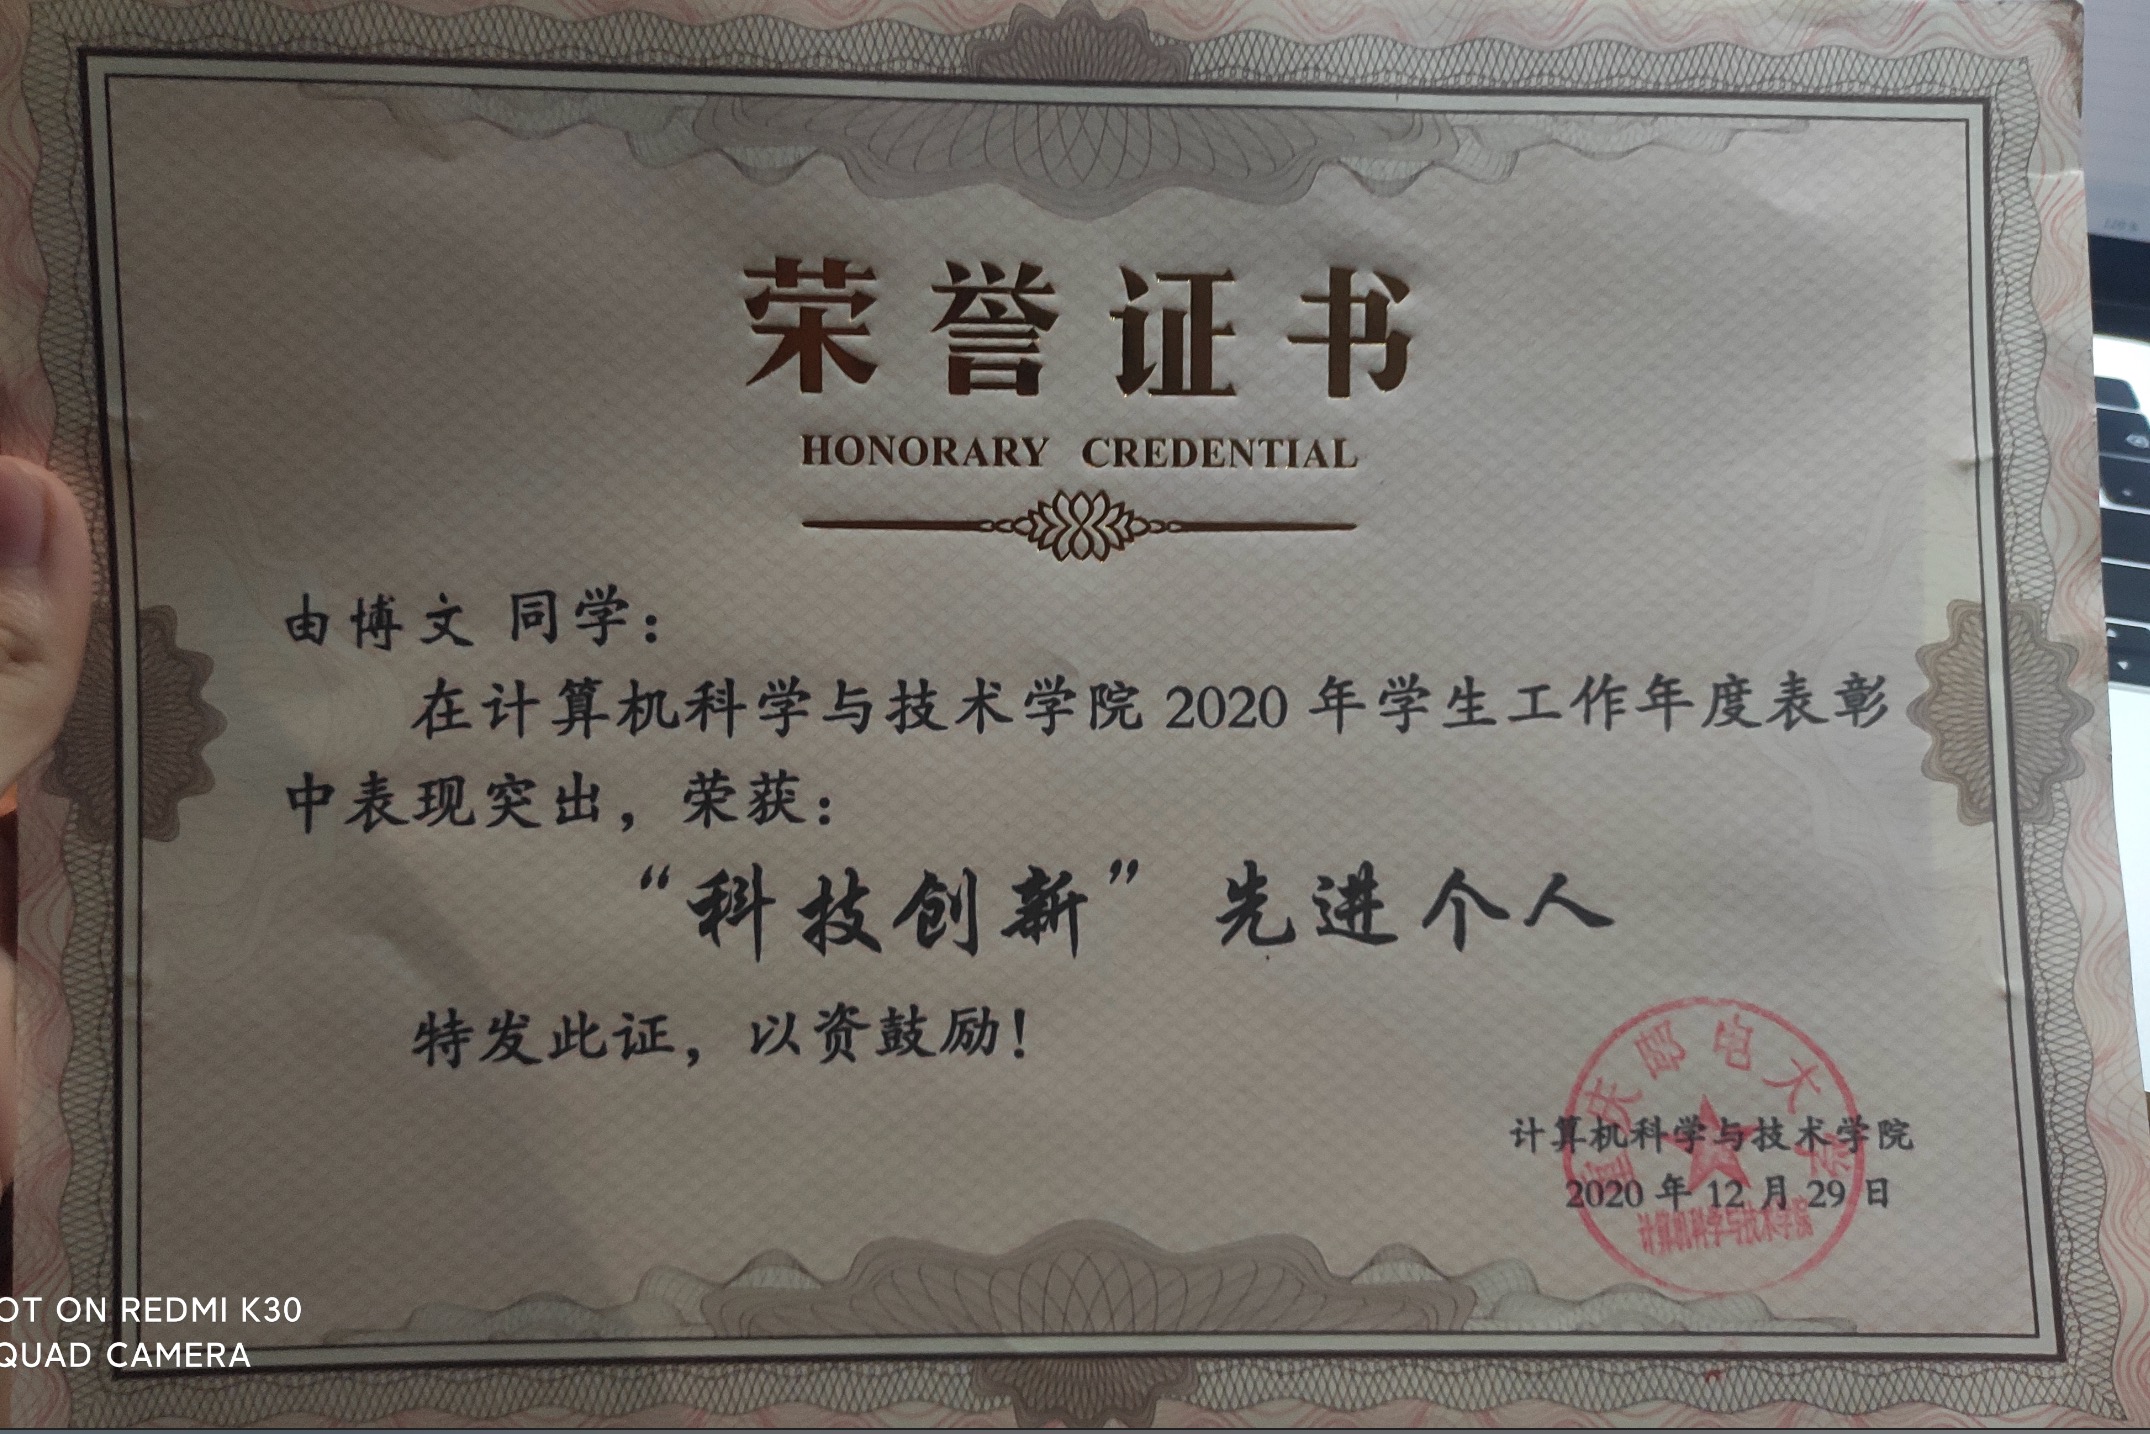 荣誉证书
HONORARY CREDENTIAL
由博文 同学：
在计算机科学与技术学院 2020 年学生工作年度表彰
中表现突出，荣获：
“科技创新” 先进个人
特发此证，以资鼓励！
重庆邮电大学
计算机科学与技术学院
2020 年 12 月 29 日
计算机科学与技术学院
OT ON REDMI K30
QUAD CAMERA